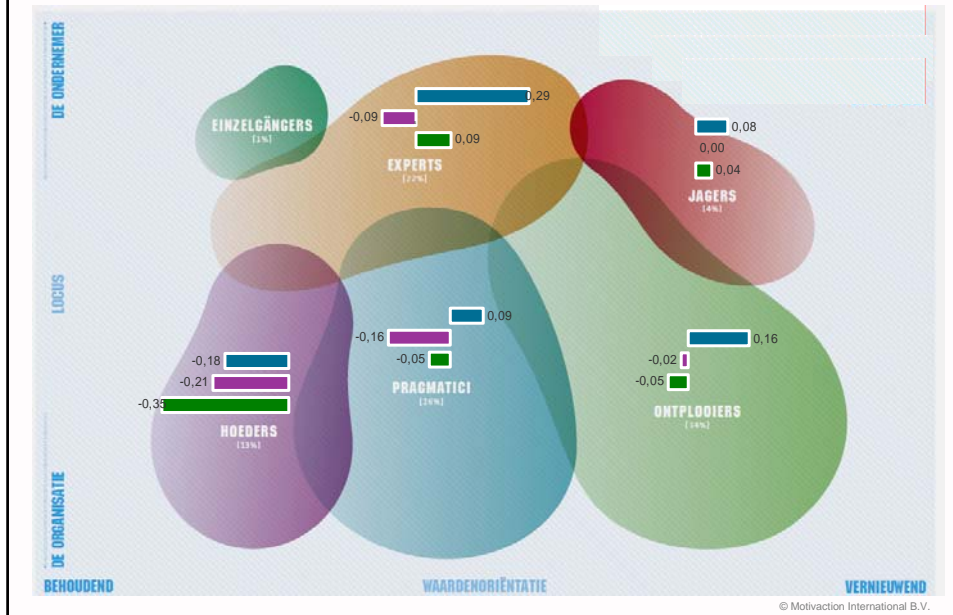 DE ONDERNEMER
LOCUS
DE ORGANISATIE
EINZELGÄNGERS
[1%]
0,29
-0,09
0,09
EXPERTS
[22%]
0,08
0,00
0,04
JAGERS
[4%]
-0,18
-0,21
-0,35
HOEDERS
[13%]
0,09
-0,16
-0,05
PRAGMATICI
0,16
-0,02
-0,05
ONTPLOOIERS
BEHOUDEND
WAARDENORIËNTATIE
VERNIEUWEND
© Motivaction International B.V.